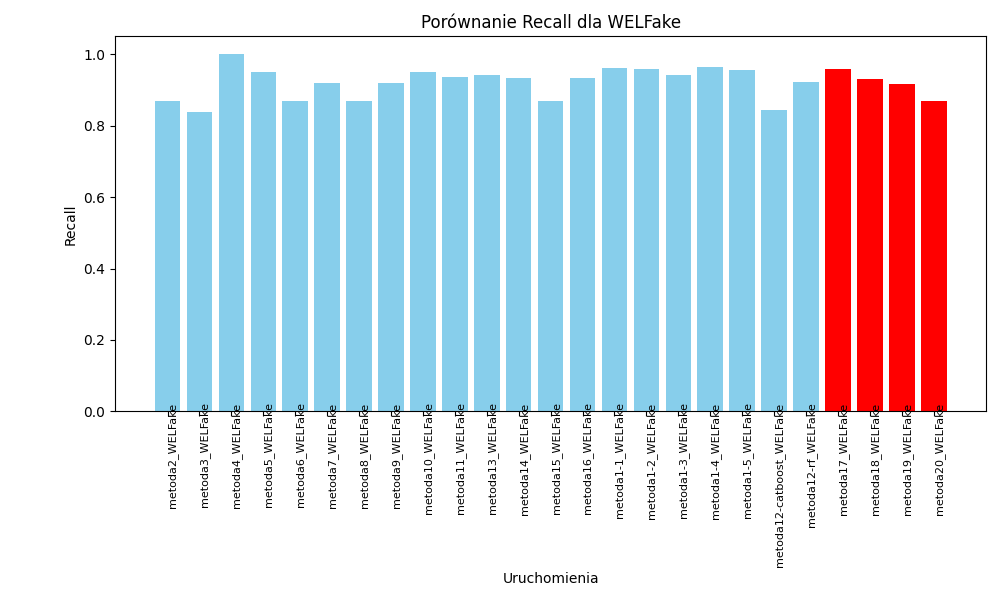 Porównanie Recall dla WELFake
Recall
1.0
0.8
0.6
0.4
0.2
0.0
metoda2_WELFake
metoda3_WELFake
metoda4_WELFake
metoda5_WELFake
metoda6_WELFake
metoda7_WELFake
metoda8_WELFake
metoda9_WELFake
metoda10_WELFake
metoda11_WELFake
metoda13_WELFake
metoda14_WELFake
metoda15_WELFake
metoda16_WELFake
metoda1-1_WELFake
metoda1-2_WELFake
metoda1-3_WELFake
metoda1-4_WELFake
metoda1-5_WELFake
metoda12-catboost_WELFake
metoda12-rf_WELFake
metoda17_WELFake
metoda18_WELFake
metoda19_WELFake
metoda20_WELFake
Uruchomienia